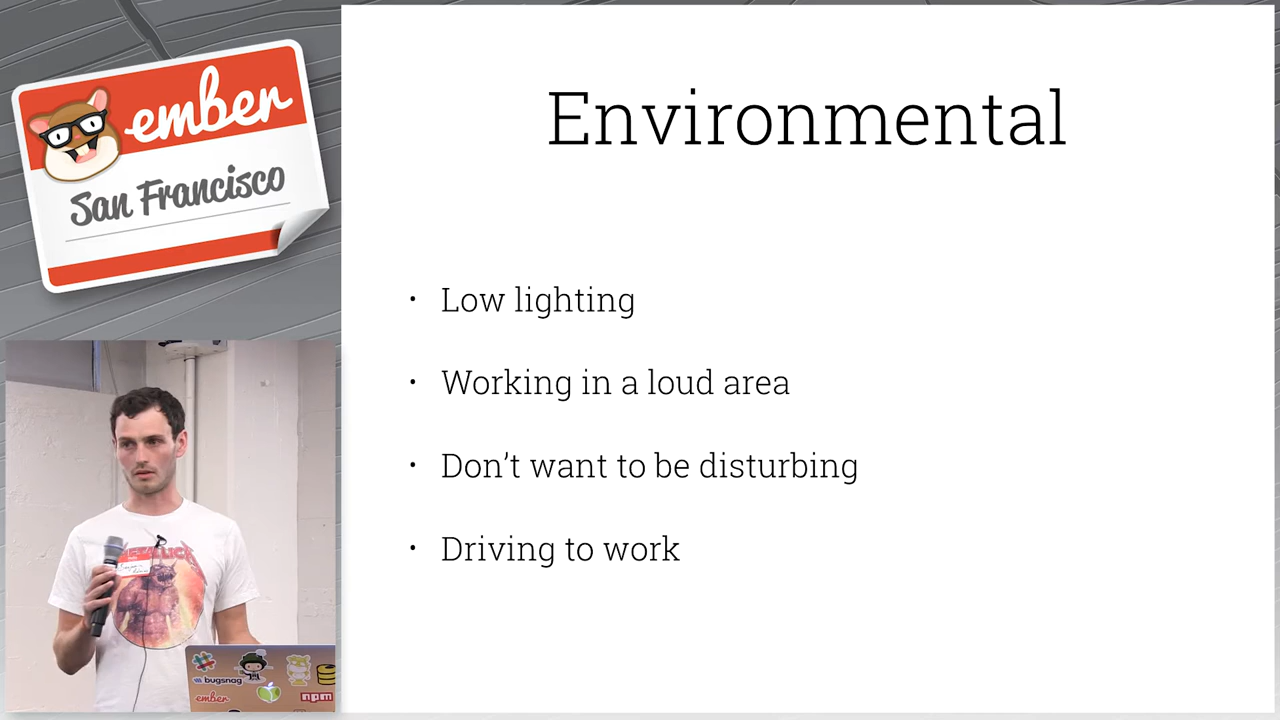 ember
San Francisco
Environmental
• Low lighting
• Working in a loud area
• Don’t want to be disturbing
• Driving to work
bugsnag
ember
npm